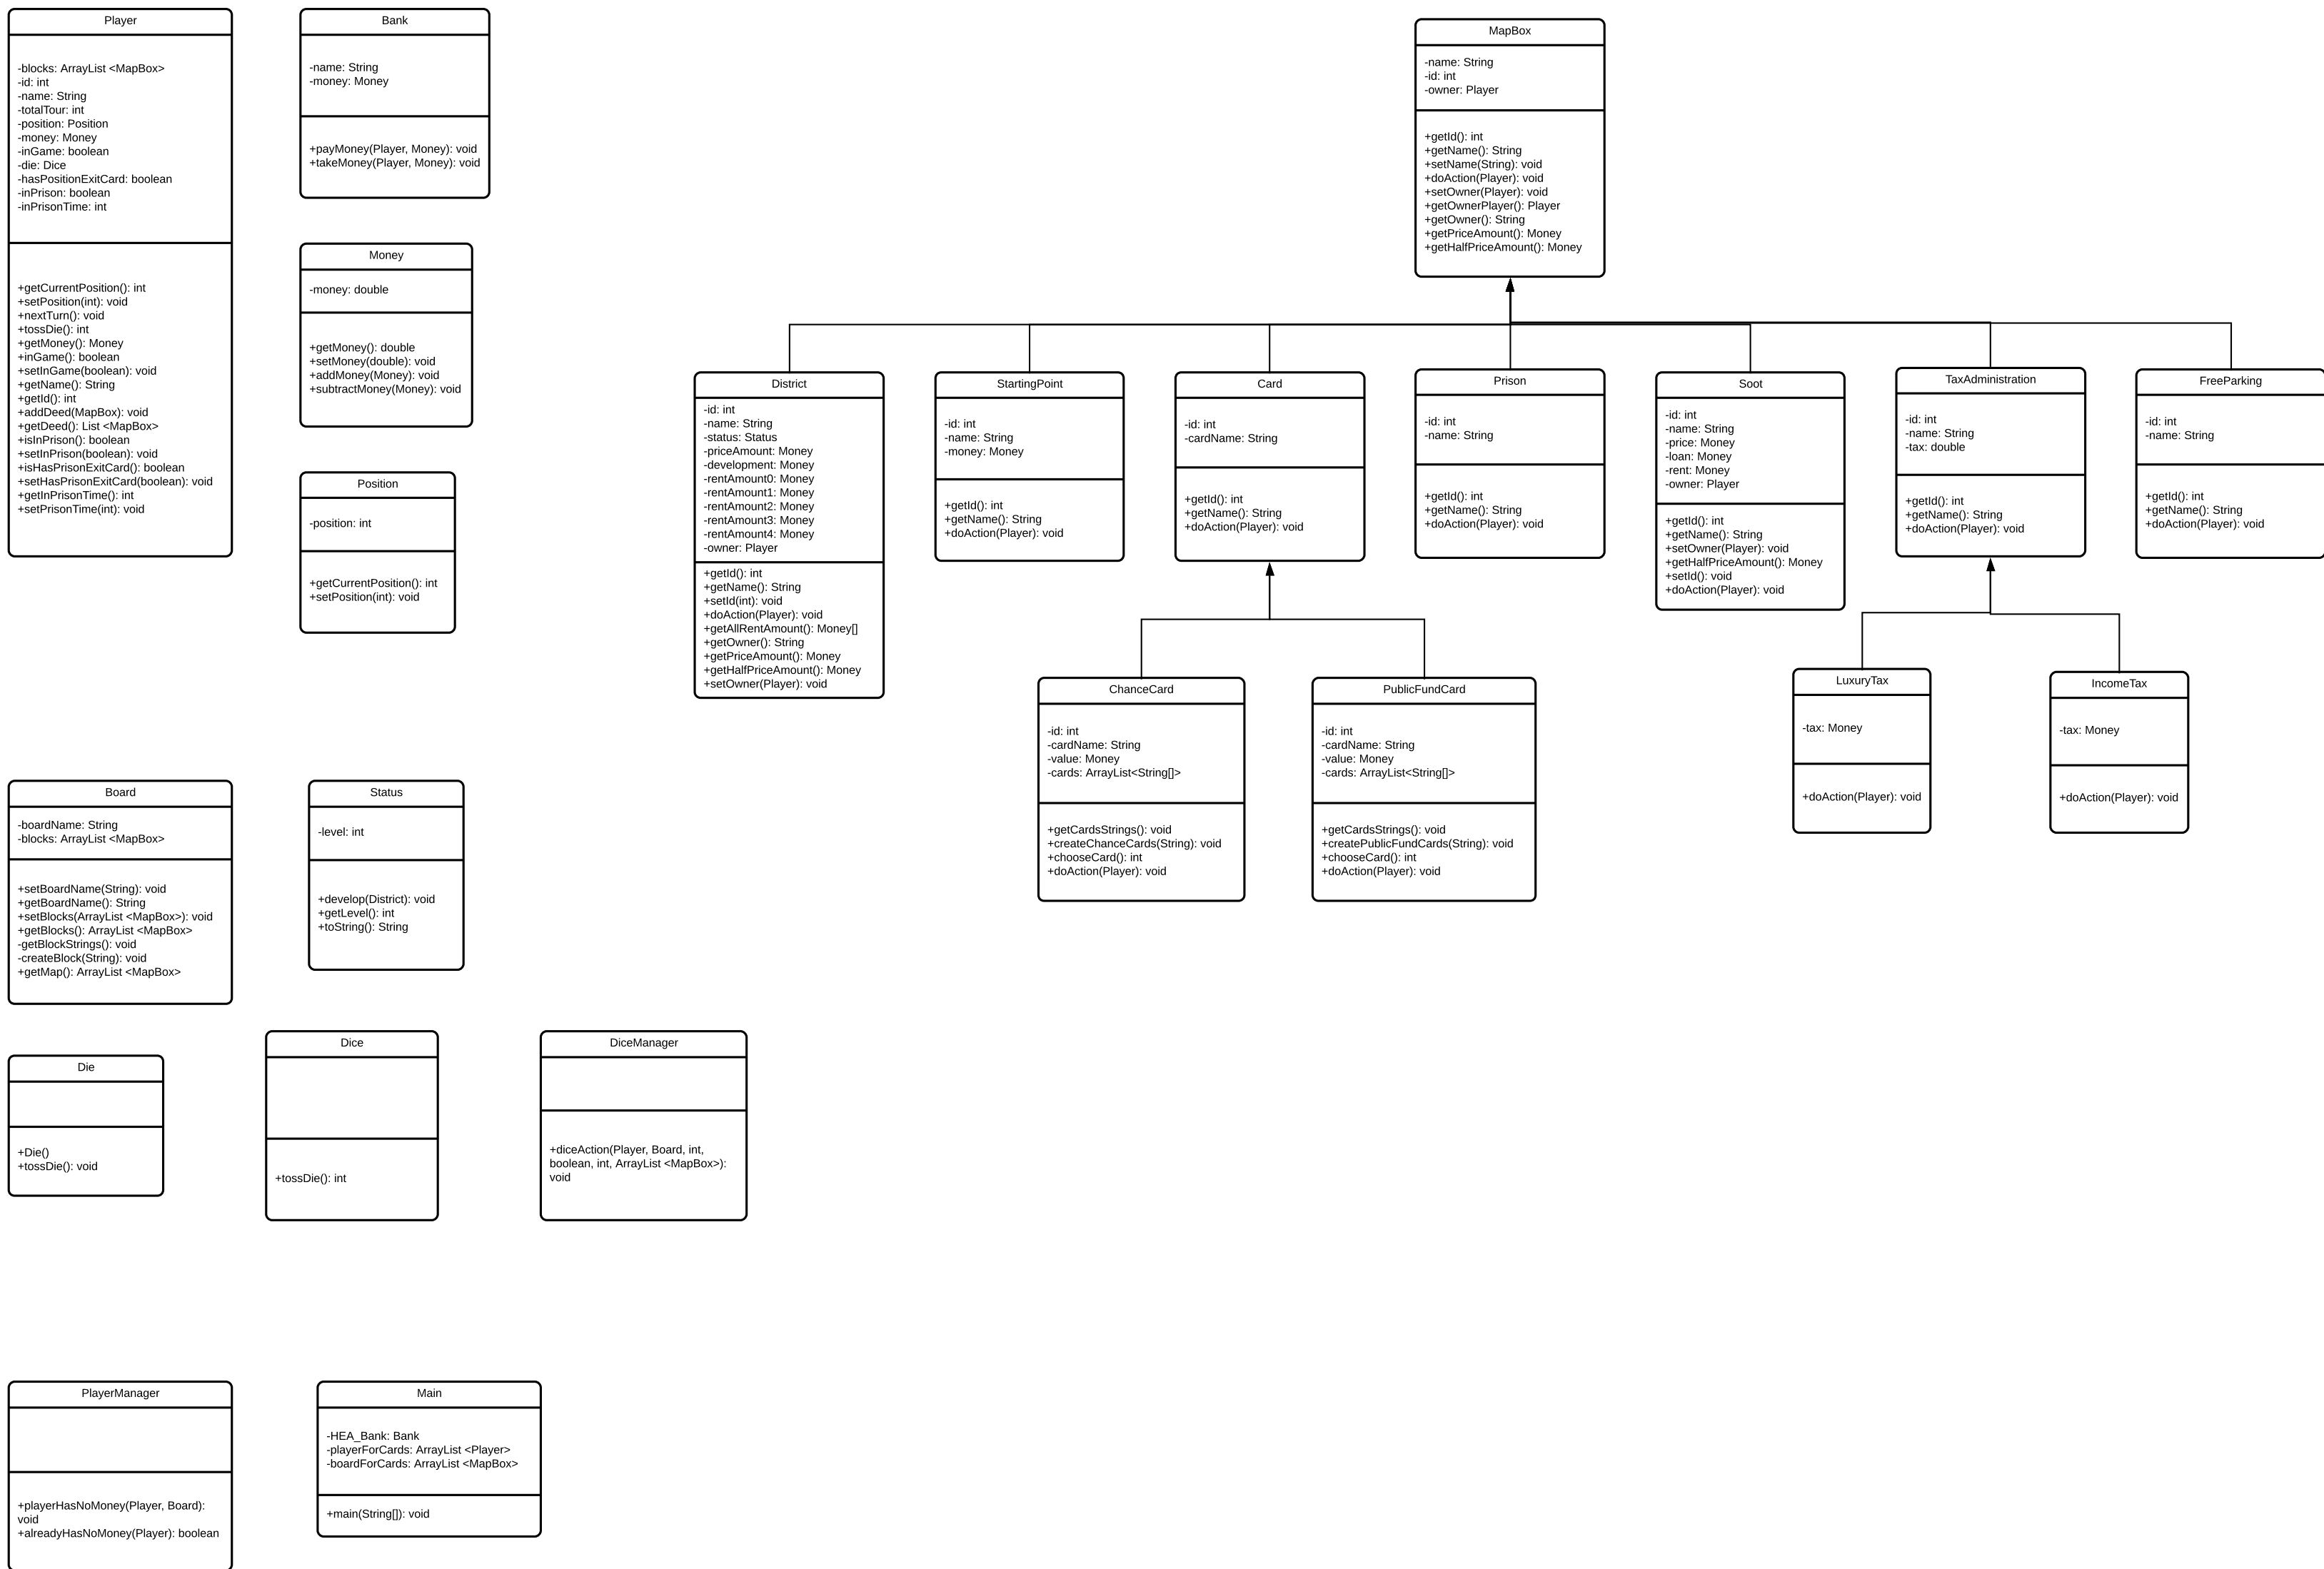 Player
-blocks: ArrayList <MapBox>
-id: int
-name: String
-totalTour: int
-position: Position
-money: Money
-inGame: boolean
-die: Dice
-hasPositionExitCard: boolean
-inPrison: boolean
-inPrisonTime: int
+getCurrentPosition(): int
+setPosition(int): void
+nextTurn(): void
+tossDie(): int
+getMoney(): Money
+inGame(): boolean
+setInGame(boolean): void
+getName(): String
+getId(): int
+addDeed(MapBox): void
+getDeed(): List <MapBox>
+isInPrison(): boolean
+setInPrison(boolean): void
+isHasPrisonExitCard(): boolean
+setHasPrisonExitCard(boolean): void
+getInPrisonTime(): int
+setPrisonTime(int): void
Bank
-name: String
-money: Money
+payMoney(Player, Money): void
+takeMoney(Player, Money): void
Money
-money: double
+getMoney(): double
+setMoney(double): void
+addMoney(Money): void
+subtractMoney(Money): void
Position
-position: int
+getCurrentPosition(): int
+setPosition(int): void
MapBox
-name: String
-id: int
-owner: Player
+getId(): int
+getName(): String
+setName(String): void
+doAction(Player): void
+setOwner(Player): void
+getOwnerPlayer(): Player
+getOwner(): String
+getPriceAmount(): Money
+getHalfPriceAmount(): Money
District
-id: int
-name: String
-status: Status
-priceAmount: Money
-development: Money
-rentAmount0: Money
-rentAmount1: Money
-rentAmount2: Money
-rentAmount3: Money
-rentAmount4: Money
-owner: Player
+getId(): int
+getName(): String
+setId(int): void
+doAction(Player): void
+getAllRentAmount(): Money[]
+getOwner(): String
+getPriceAmount(): Money
+getHalfPriceAmount(): Money
+setOwner(Player): void
StartingPoint
-id: int
-name: String
-money: Money
+getId(): int
+getName(): String
+doAction(Player): void
Card
-id: int
-cardName: String
+getId(): int
+getName(): String
+doAction(Player): void
Prison
-id: int
-name: String
+getId(): int
+getName(): String
+doAction(Player): void
Soot
-id: int
-name: String
-price: Money
-loan: Money
-rent: Money
-owner: Player
+getId(): int
+getName(): String
+setOwner(Player): void
+getHalfPriceAmount(): Money
+setId(): void
+doAction(Player): void
TaxAdministration
-id: int
-name: String
-tax: double
+getId(): int
+getName(): String
+doAction(Player): void
FreeParking
-id: int
-name: String
+getId(): int
+getName(): String
+doAction(Player): void
ChanceCard
-id: int
-cardName: String
-value: Money
-cards: ArrayList<String[]>
+getCardsStrings(): void
+createChanceCards(String): void
+chooseCard(): int
+doAction(Player): void
PublicFundCard
-id: int
-cardName: String
-value: Money
-cards: ArrayList<String[]>
+getCardsStrings(): void
+createPublicFundCards(String): void
+chooseCard(): int
+doAction(Player): void
LuxuryTax
-tax: Money
+doAction(Player): void
IncomeTax
-tax: Money
+doAction(Player): void
Board
-boardName: String
-blocks: ArrayList <MapBox>
+setBoardName(String): void
+getBoardName(): String
+setBlocks(ArrayList <MapBox>): void
+getBlocks(): ArrayList <MapBox>
-getBlockStrings(): void
-createBlock(String): void
+getMap(): ArrayList <MapBox>
Status
-level: int
+develop(District): void
+getLevel(): int
+toString(): String
Die
+Die()
+tossDie(): void
Dice
+tossDie(): int
DiceManager
+diceAction(Player, Board, int,
boolean, int, ArrayList <MapBox>):
void
PlayerManager
+playerHasNoMoney(Player, Board):
void
+alreadyHasNoMoney(Player): boolean
Main
-HEA_Bank: Bank
-playerForCards: ArrayList <Player>
-boardForCards: ArrayList <MapBox>
+main(String[]): void